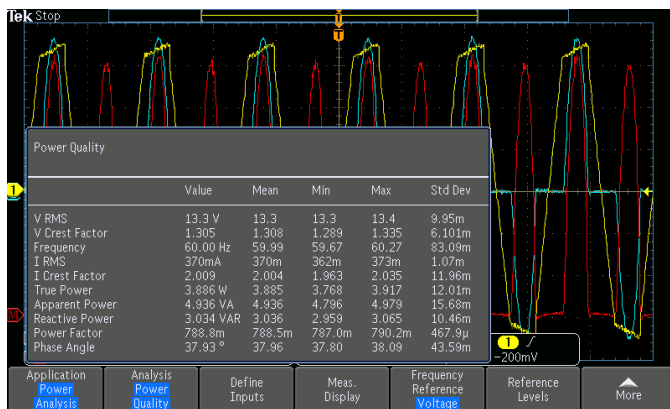 Tek Stop
T
T
Power Quality
Value Mean Min Max Std Dev
V RMS 13.3 V 13.3 13.3 13.4 9.95m
V Crest Factor 1.305 1.308 1.289 1.335 6.101m
Frequency 60.00 Hz 59.99 59.67 60.27 83.09m
I RMS 370mA 370m 362m 373m 1.07m
I Crest Factor 2.009 2.004 1.963 2.035 11.96m
True Power 3.886 W 3.885 3.768 3.917 12.01m
Apparent Power 4.936 VA 4.936 4.796 4.979 15.68m
Reactive Power 3.034 VAR 3.036 2.959 3.065 10.46m
Power Factor 788.8m 788.5m 787.0m 790.2m 467.9µ
Phase Angle 37.93 ° 37.96 37.80 38.09 43.59m
1
M
1
-200mV
Application
Power
Analysis
Analysis
Power
Quality
Define
Inputs
Meas.
Display
Frequency
Reference
Voltage
Reference
Levels
More